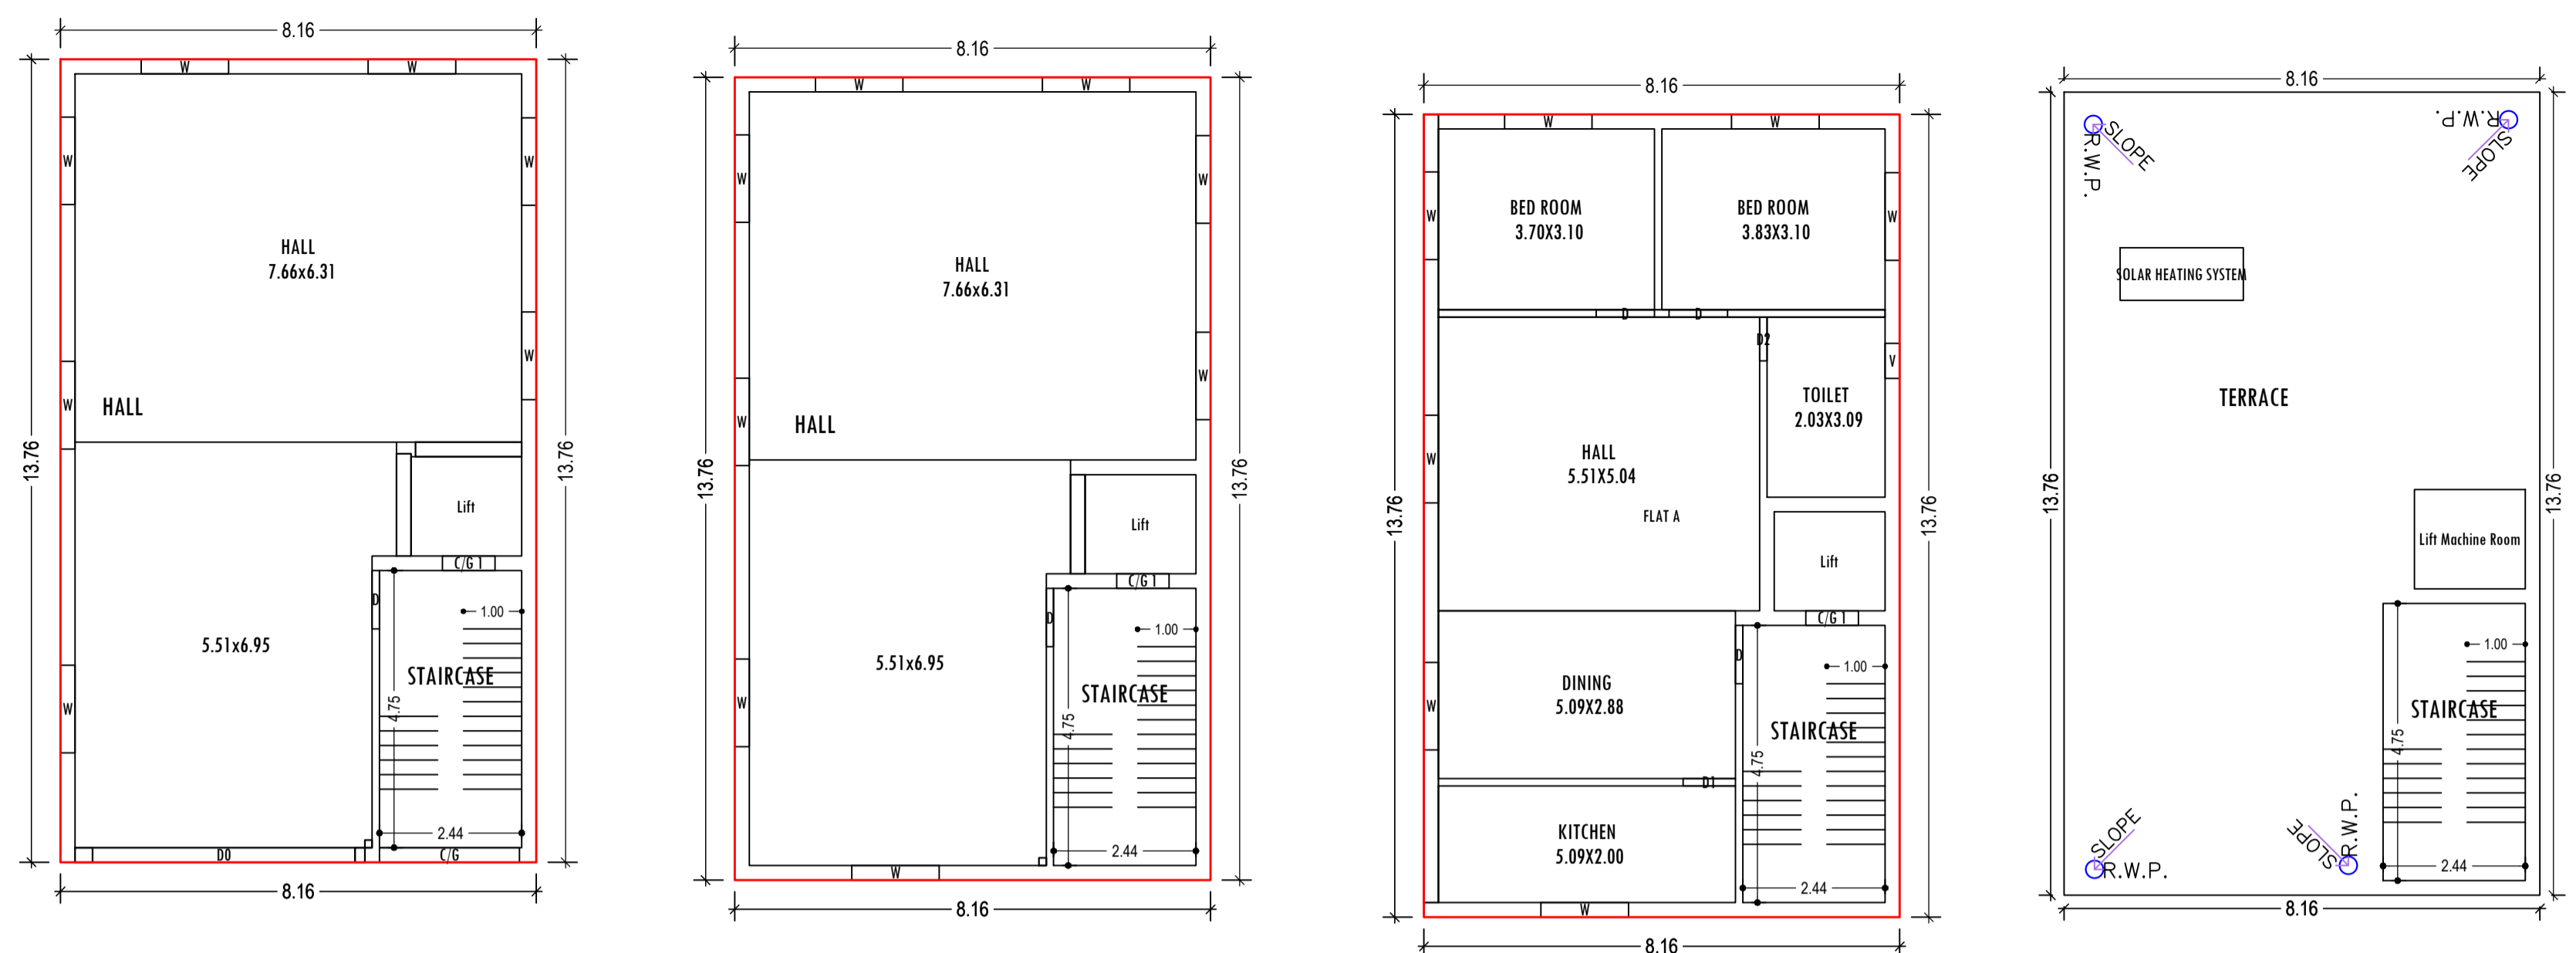 8.16
W
W
W
W
HALL
7.66x6.31
W
W
HALL
13.76
13.76
Lift
C/G 1
D
1.00
5.51x6.95
STAIRCASE
W
4.75
2.44
D0
C/G
8.16
8.16
W
W
W
W
HALL
7.66x6.31
W
W
HALL
13.76
13.76
Lift
C/G 1
D
1.00
5.51x6.95
STAIRCASE
W
4.75
2.44
W
8.16
8.16
W
W
BED ROOM
3.70X3.10
BED ROOM
3.83X3.10
W
W
D
D
D2
V
TOILET
2.03X3.09
HALL
5.51X5.04
W
FLAT A
13.76
13.76
Lift
C/G 1
D
1.00
DINING
5.09X2.88
W
STAIRCASE
4.75
D1
KITCHEN
5.09X2.00
2.44
W
8.16
8.16
R.W.P.
SLOPE
R.W.P.
SLOPE
SOLAR HEATING SYSTEM
TERRACE
13.76
13.76
Lift Machine Room
1.00
STAIRCASE
4.75
SLOPE
R.W.P.
SLOPE
R.W.P.
2.44
8.16